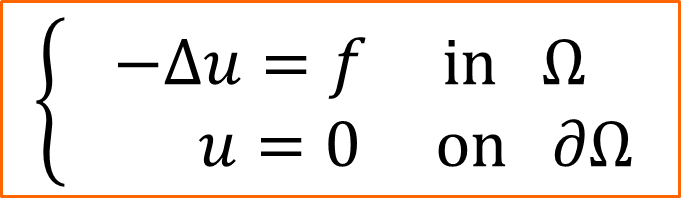 −Δu = f in Ω
u = 0 on ∂Ω